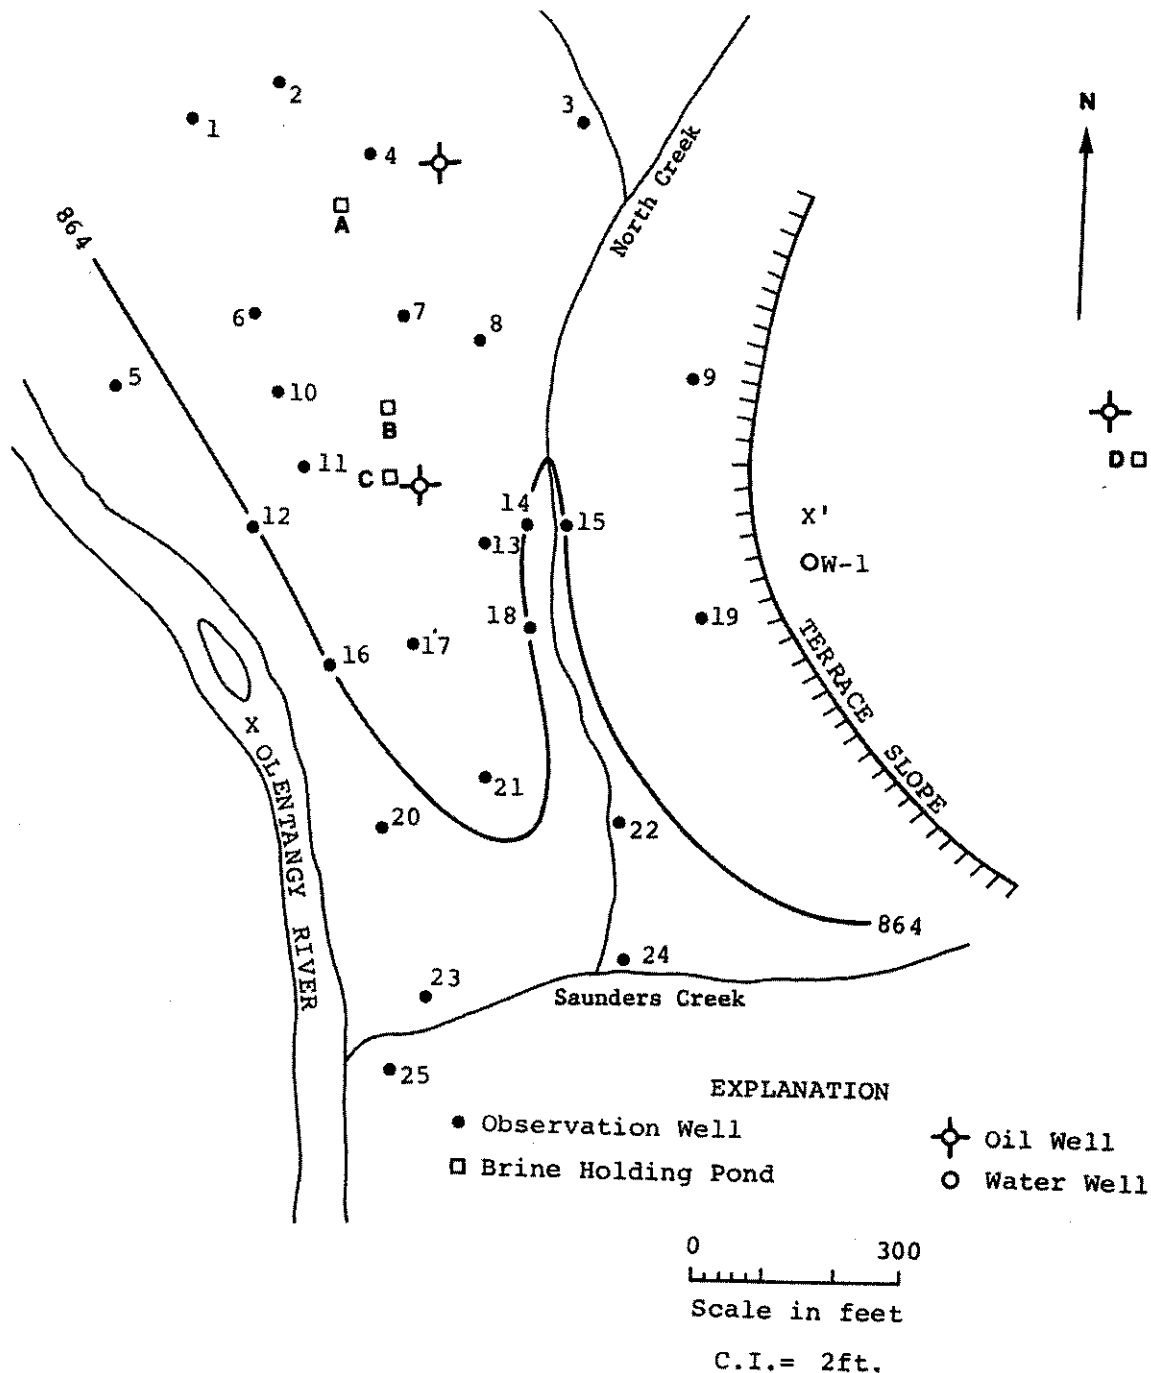 2
1
3
4
N
A
North Creek
864
6
7
8
5
9
10
B
11
C
D
12
14
15
X'
13
W-1
18
19
17
16
TERRACE SLOPE
X
OLENTANGY RIVER
21
20
22
864
24
23
Saunders Creek
25
EXPLANATION
Observation Well
Oil Well
Brine Holding Pond
Water Well
0 300
Scale in feet
C.I.= 2ft.